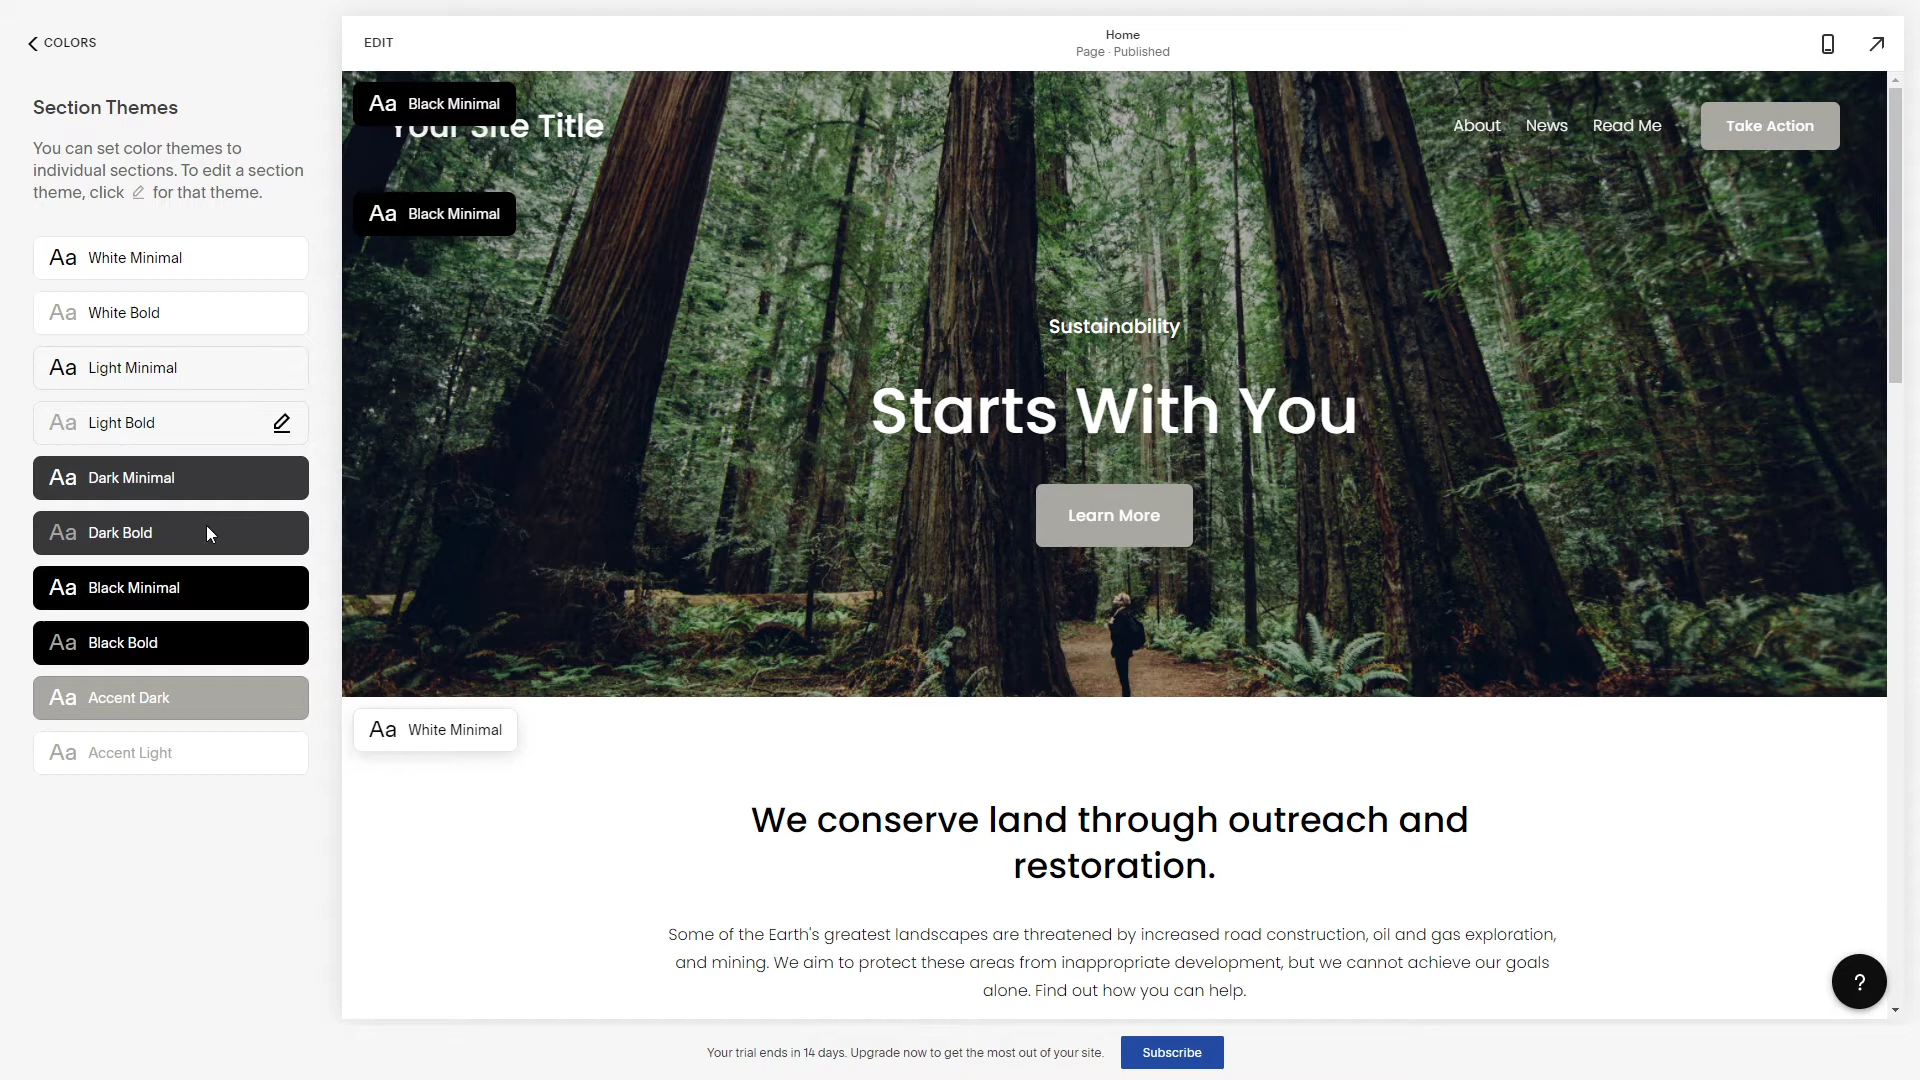 COLORS
Section Themes
You can set color themes to
individual sections. To edit a section
theme, click for that theme.
Aa White Minimal
Aa White Bold
Aa Light Minimal
Aa Light Bold
Aa Dark Minimal
Aa Dark Bold
Aa Black Minimal
Aa Black Bold
Aa Accent Dark
Aa Accent Light
EDIT
Home
Page · Published
Aa Black Minimal
Your Site Title
About News Read Me Take Action
Aa Black Minimal
Sustainability
Starts With You
Learn More
Aa White Minimal
We conserve land through outreach and
restoration.
Some of the Earth's greatest landscapes are threatened by increased road construction, oil and gas exploration,
and mining. We aim to protect these areas from inappropriate development, but we cannot achieve our goals
alone. Find out how you can help.
?
Your trial ends in 14 days. Upgrade now to get the most out of your site. Subscribe